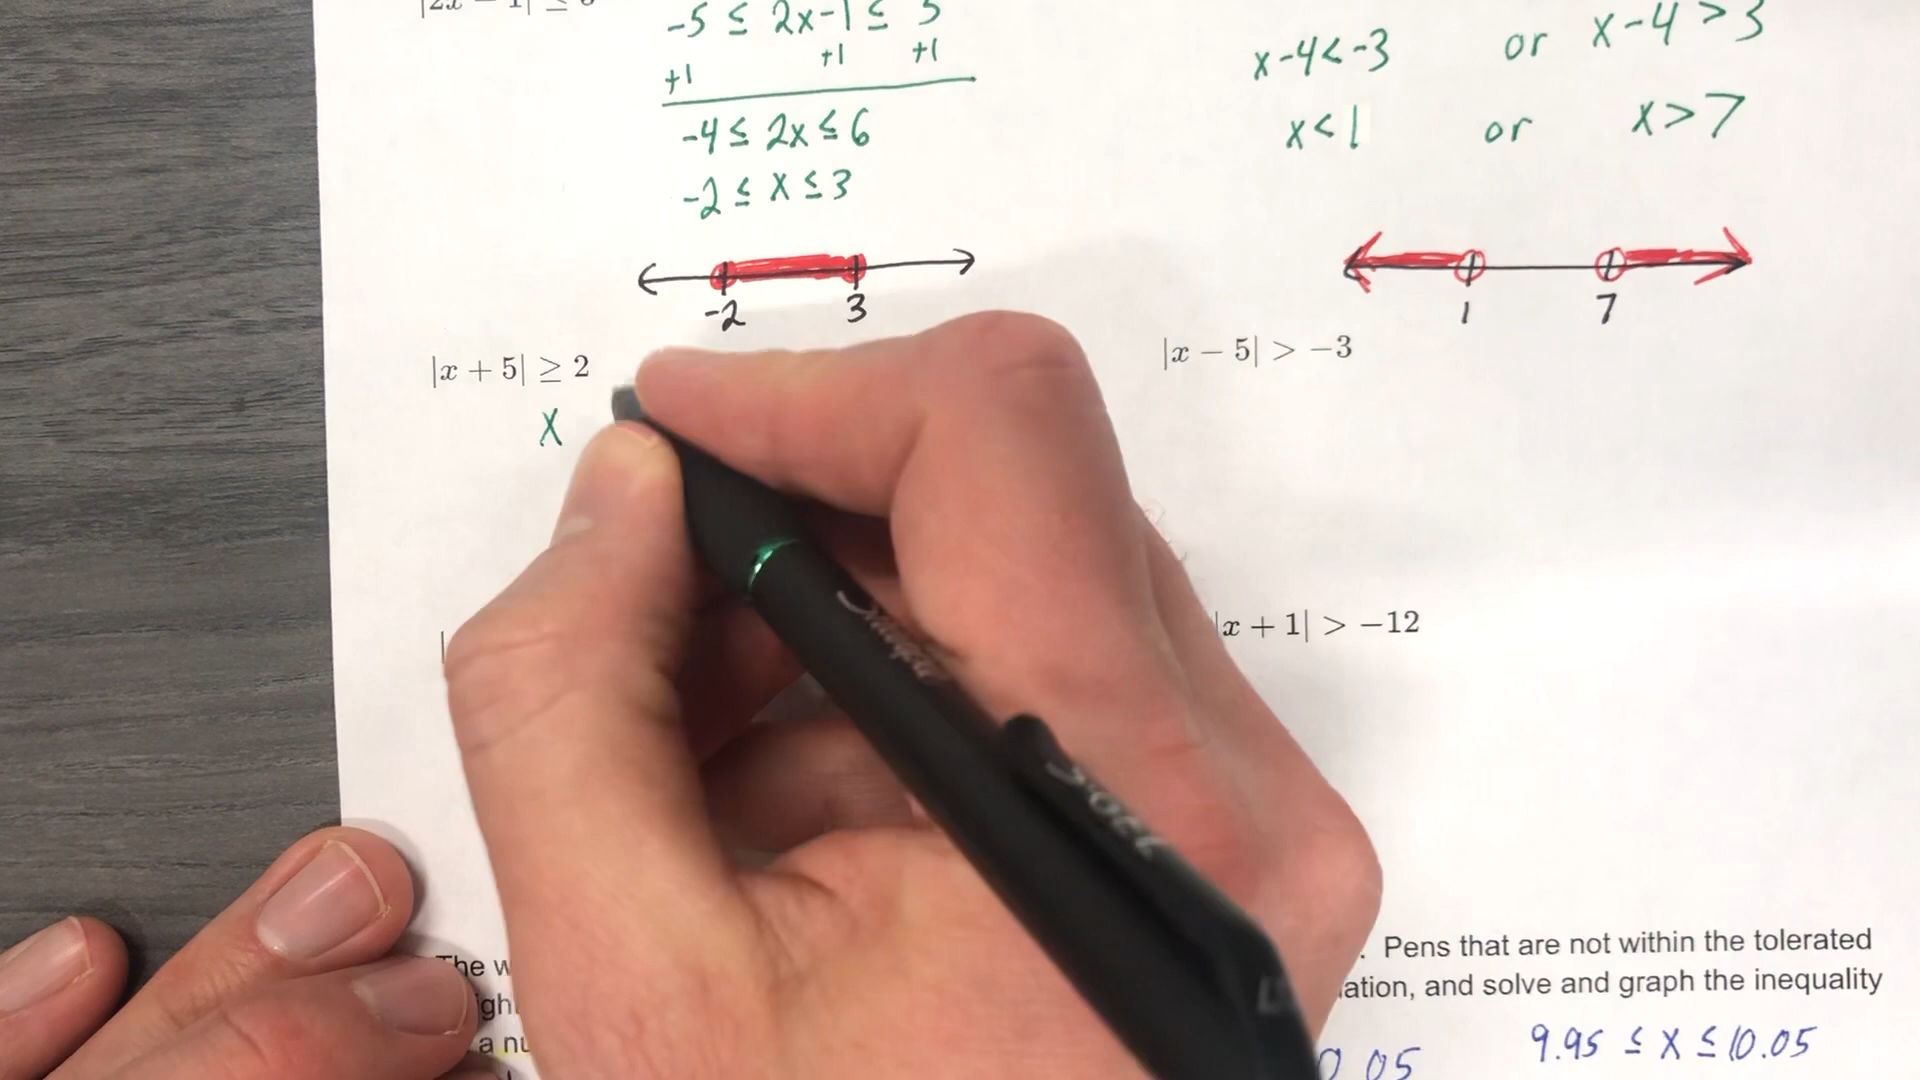 -5 ≤ 2x-1 ≤ 5
+1 +1 +1
-4 ≤ 2x ≤ 6
-2 ≤ x ≤ 3
-2 3
x-4<-3 or x-4>3
x<1 or x>7
1 7
|x + 5| ≥ 2
x
|x − 5| > −3
|x + 1| > −12
The
. Pens that are not within the tolerated
and solve and graph the inequality
a
9.95 ≤ x ≤ 10.05